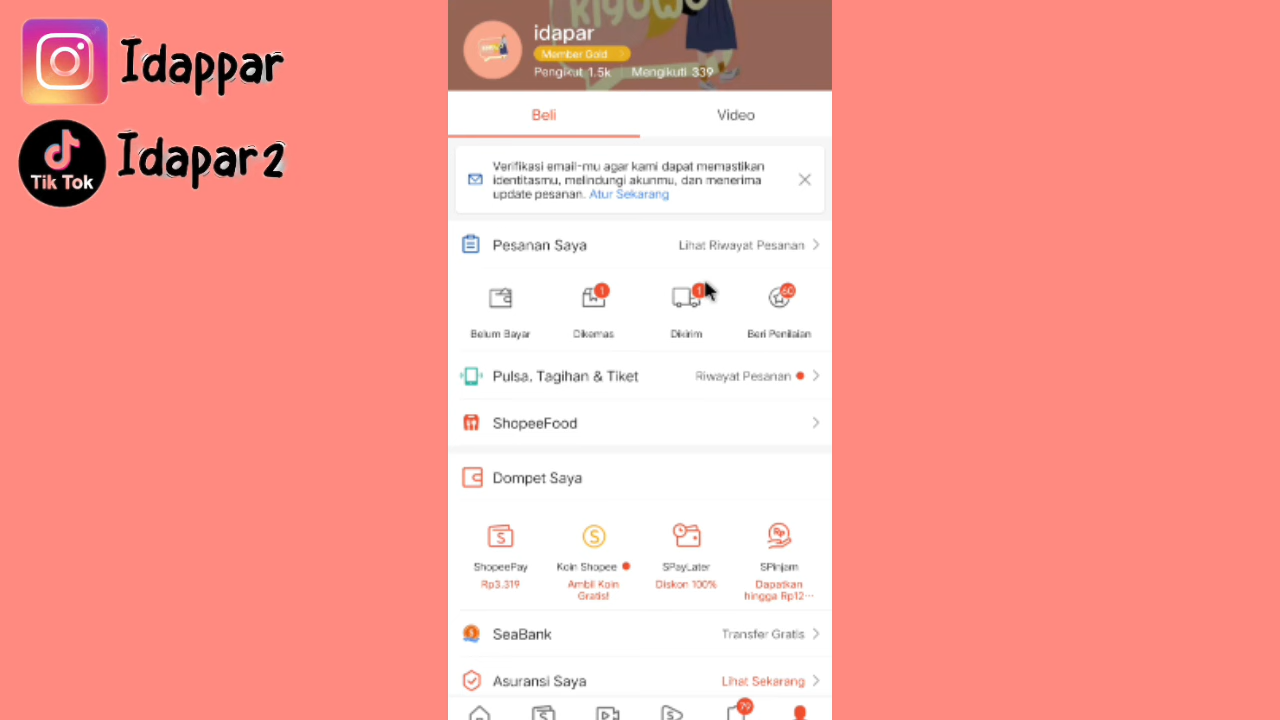 Idappar
Tik Tok
Idapar2
idapar
Member Gold
Pengikut 1.5k
Mengikuti 339
Beli
Video
Verifikasi email-mu agar kami dapat memastikan
identitasmu, melindungi akunmu, dan menerima
update pesanan. Atur Sekarang
Pesanan Saya
Lihat Riwayat Pesanan
1
1
60
Belum Bayar
Dikemas
Dikirim
Beri Penilaian
Pulsa, Tagihan & Tiket
Riwayat Pesanan
ShopeeFood
Dompet Saya
ShopeePay
Koin Shopee
SPayLater
SPinjam
Rp3.319
Ambil Koin
Gratis!
Diskon 100%
Dapatkan
hingga Rp12...
SeaBank
Transfer Gratis
Asuransi Saya
Lihat Sekarang